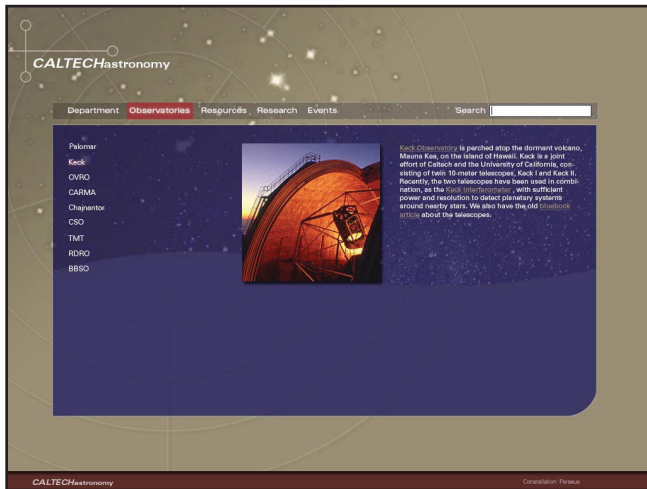 CALTECHastronomy
Department Observatories Resources Research Events Search
Palomar
Keck
OVRO
CARMA
Chajnantor
CSO
TMT
RDRO
BBSO
Keck Observatory is perched atop the dormant volcano,
Mauna Kea, on the island of Hawaii. Keck is a joint
effort of Caltech and the University of California, con-
sisting of twin 10-meter telescopes, Keck I and Keck II.
Recently, the two telescopes have been used in combi-
nation, as the Keck Interferometer , with sufficient
power and resolution to detect planetary systems
around nearby stars. We also have the old bluebook
article about the telescopes.
CALTECHastronomy
Constellation: Perseus